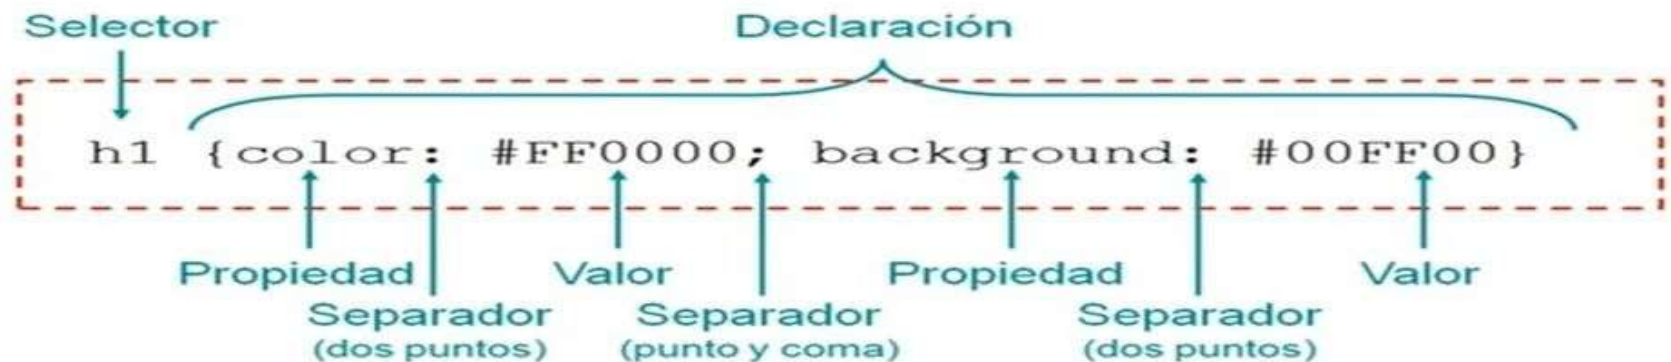 Selector Declaración
h1 {color: #FF0000; background: #00FF00}
Propiedad Valor Propiedad Valor
Separador Separador Separador
(dos puntos) (punto y coma) (dos puntos)